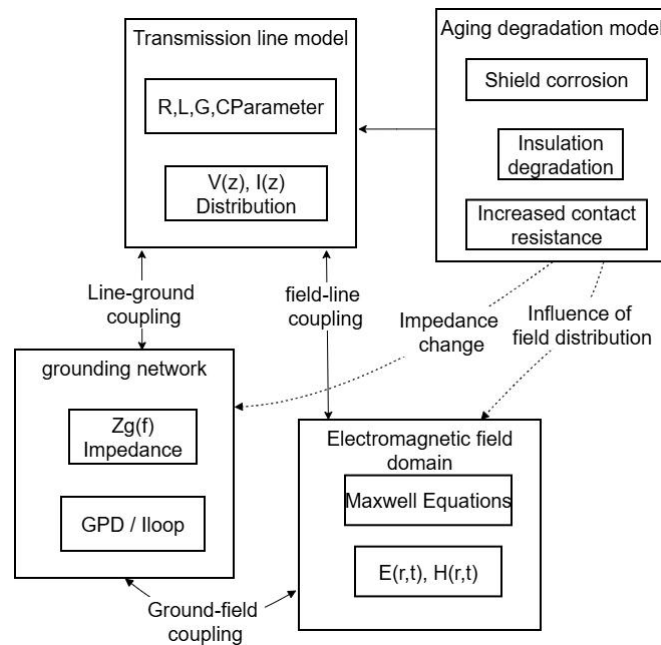 Transmission line model
R,L,G,CParameter
V(z), I(z)
Distribution
Aging degradation model
Shield corrosion
Insulation
degradation
Increased contact
resistance
Line-ground
coupling
field-line
coupling
Impedance
change
Influence of
field distribution
grounding network
Zg(f)
Impedance
GPD / Iloop
Electromagnetic field
domain
Maxwell Equations
E(r,t), H(r,t)
Ground-field
coupling